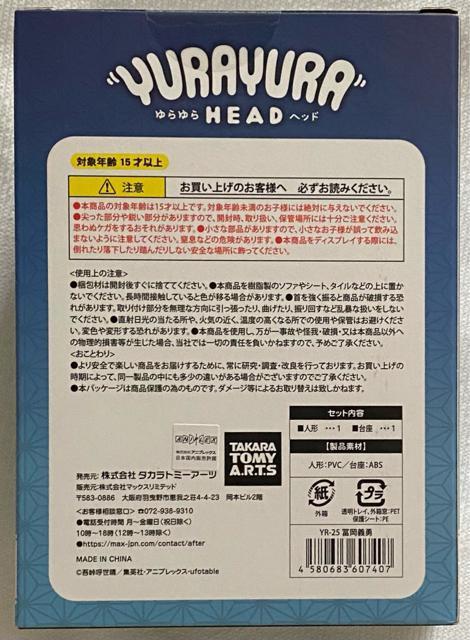 "YURAYURA"
ゆらゆら HEAD ヘッド
対象年齢 15才以上
注意 お買い上げのお客様へ 必ずお読みください。
●本商品の対象年齢は15才以上です。対象年齢未満のお子様には絶対に与えないでください。
●尖った部分や鋭い部分がありますので、開封時、取り扱い、保管場所には十分ご注意ください。
思わぬケガをするおそれがあります。●小さな部品がありますので、小さなお子様が誤って飲み込
まないように注意してください。窒息などの危険があります。●本商品をディスプレイする際には、
倒れたり落下したり踏んだりしない安全な場所に飾ってください。
<使用上の注意>
●梱包材は開封後すぐに捨ててください。●本商品を樹脂製のソファやシート、タイルなどの上に置か
ないでください。長時間接触していると色が移る場合があります。●首を強く振ると商品が破損する恐
れがあります。取り付け部分を無理な方向に引っ張ったり、曲げたり、振り回すなど乱暴な扱いをしない
でください。●直射日光の当たる所や、火気の近く、温度の高くなる所での使用や保管はお避けくださ
い。変色や変形する恐れがあります。●本商品を使用し、万が一事故や怪我・破損・又は本商品以外へ
の物理的損害等が生じた場合、当社では一切の責任を負いかねますので、予めご了承ください。
<おことわり>
●より安全で楽しい商品をお届けするために、常に研究・調査・改良を行っております。お買い上げの
時期によって、同一製品の中にも多少の違いがある場合がございますのでご了承ください。
●本パッケージは商品保護の為のものです。ダメージ等によるお取り替えは致しかねます。
セット内容
■人形 …1 ■台座 …1
【製品素材】
人形:PVC/台座:ABS
ANIPLEX
株式会社アニプレックス
日本国内販売許諾
TAKARA
TOMY
A.R.T.S
発売元: 株式会社 タカラトミーアーツ
販売元:株式会社マックスリミテッド
〒583-0886 大阪府羽曳野市恵我之荘4-4-23 岡本ビル2階
<お客様相談窓口> ☎072-938-9310
●電話受付時間 月~金曜日(祝日除く)
10時~16時(12時~13時除く)
●https://max-jpn.com/contact/after
MADE IN CHINA
©吾峠呼世晴/集英社・アニプレックス・ufotable
紙
外箱
プラ
透明トレイ、外箱窓:PET
保護シート:PE
YR-25 冨岡義勇
4 580683 607407